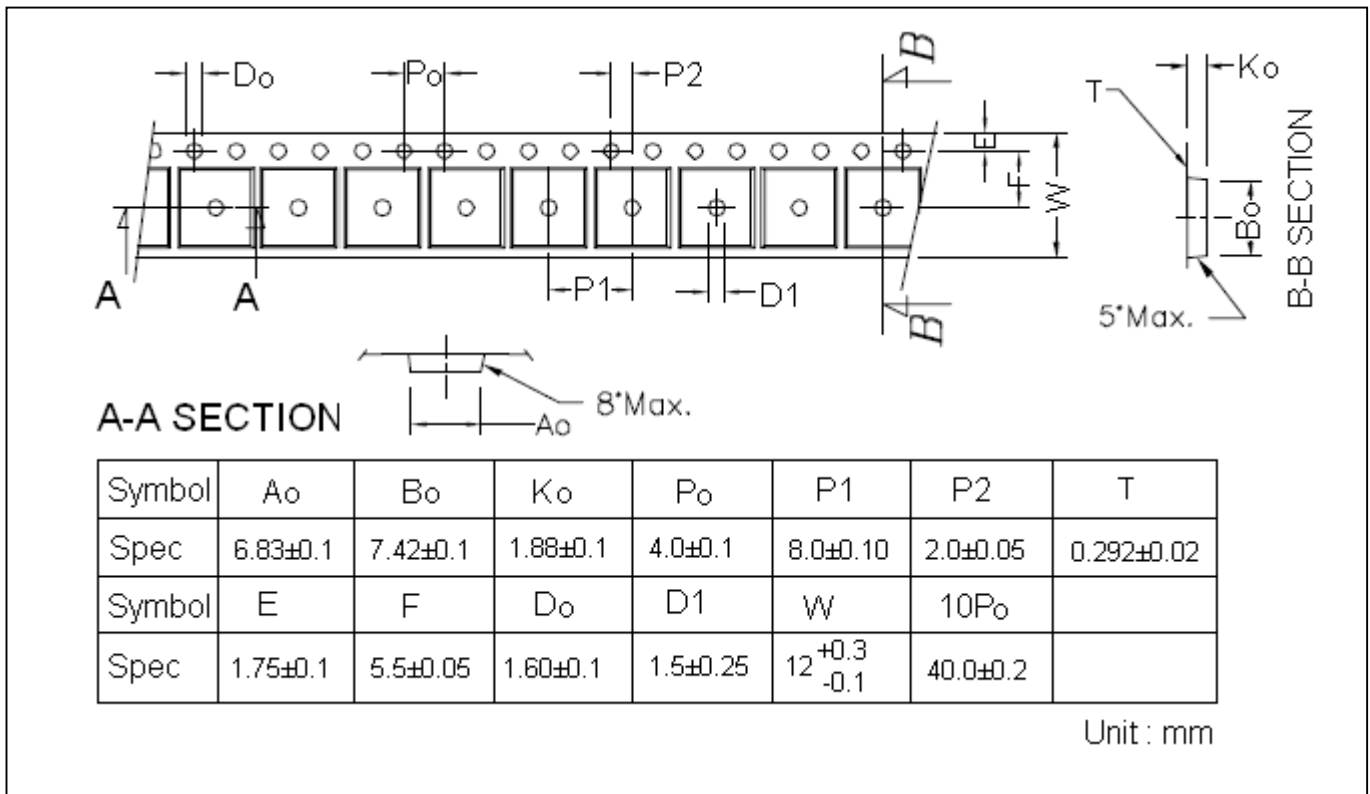 Do
Po
P2
B
Ko
T
E
F
W
Bo
B-B SECTION
A
A
P1
D1
B
5°Max.
8°Max.
A-A SECTION
Ao
Symbol Ao Bo Ko Po P1 P2 T
Spec 6.83±0.1 7.42±0.1 1.88±0.1 4.0±0.1 8.0±0.10 2.0±0.05 0.292±0.02
Symbol E F Do D1 W 10Po
Spec 1.75±0.1 5.5±0.05 1.60±0.1 1.5±0.25 12 +0.3 -0.1 40.0±0.2
Unit : mm